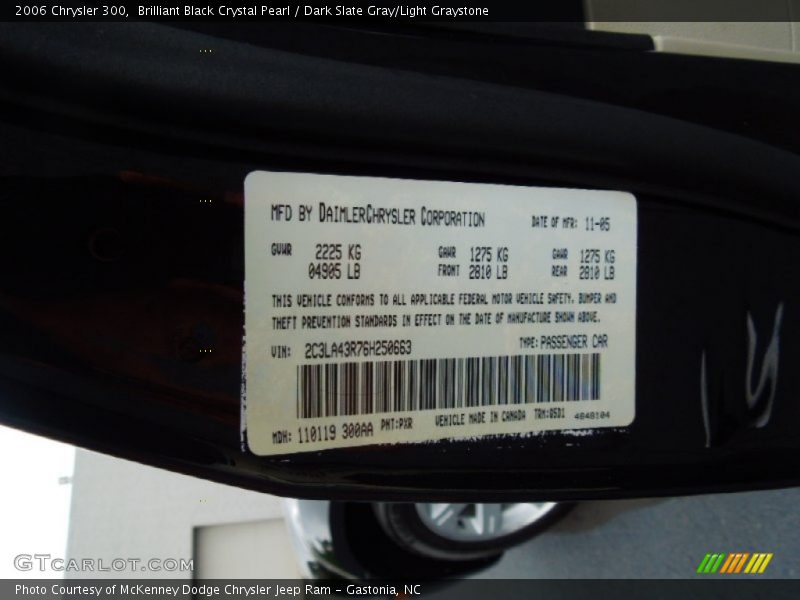 2006 Chrysler 300,  Brilliant Black Crystal Pearl / Dark Slate Gray/Light Graystone
MFD BY DAIMLERCHRYSLER CORPORATION DATE OF MFR: 11-05
GVWR 2225 KG GAWR 1275 KG GAWR 1275 KG
04905 LB FRONT 2810 LB REAR 2810 LB
THIS VEHICLE CONFORMS TO ALL APPLICABLE FEDERAL MOTOR VEHICLE SAFETY, BUMPER AND
THEFT PREVENTION STANDARDS IN EFFECT ON THE DATE OF MANUFACTURE SHOWN ABOVE.
VIN: 2C3LA43R76H250663 TYPE: PASSENGER CAR
MDH: 110119 300AA PNT:PXR VEHICLE MADE IN CANADA TRM:DSD1 4648104
GTCARLOT.COM
Photo Courtesy of McKenney Dodge Chrysler Jeep Ram - Gastonia, NC